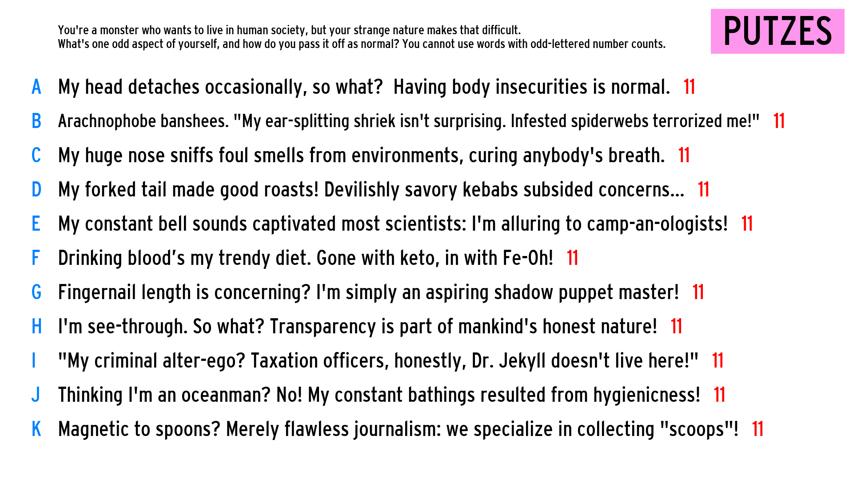 You're a monster who wants to live in human society, but your strange nature makes that difficult.
What's one odd aspect of yourself, and how do you pass it off as normal? You cannot use words with odd-lettered number counts.
PUTZES
A My head detaches occasionally, so what?  Having body insecurities is normal. 11
B Arachnophobe banshees. "My ear-splitting shriek isn't surprising. Infested spiderwebs terrorized me!" 11
C My huge nose sniffs foul smells from environments, curing anybody's breath. 11
D My forked tail made good roasts! Devilishly savory kebabs subsided concerns... 11
E My constant bell sounds captivated most scientists: I'm alluring to camp-an-ologists! 11
F Drinking blood's my trendy diet. Gone with keto, in with Fe-Oh! 11
G Fingernail length is concerning? I'm simply an aspiring shadow puppet master! 11
H I'm see-through. So what? Transparency is part of mankind's honest nature! 11
I "My criminal alter-ego? Taxation officers, honestly, Dr. Jekyll doesn't live here!" 11
J Thinking I'm an oceanman? No! My constant bathings resulted from hygienicness! 11
K Magnetic to spoons? Merely flawless journalism: we specialize in collecting "scoops"! 11